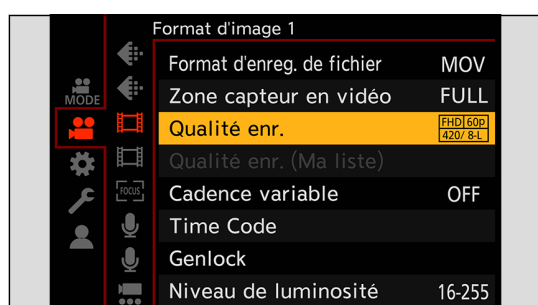 Format d'image 1
Format d'enreg. de fichier MOV
MODE
Zone capteur en vidéo FULL
Qualité enr. FHD 60p 420/ 8-L
Qualité enr. (Ma liste)
FOCUS
Cadence variable OFF
Time Code
Genlock
Niveau de luminosité 16-255